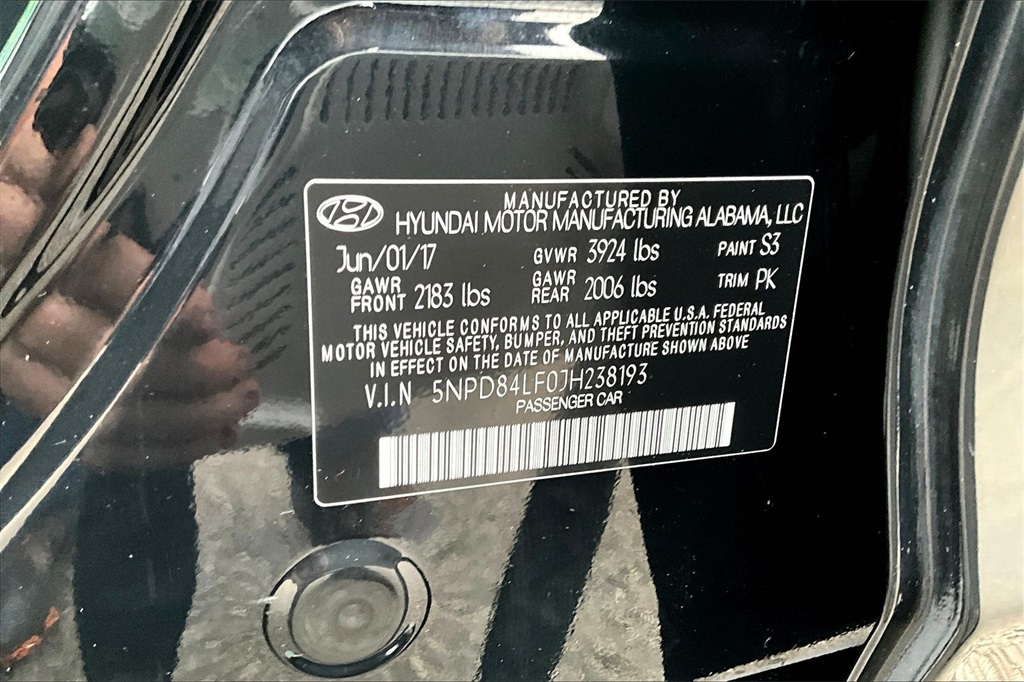 MANUFACTURED BY
HYUNDAI MOTOR MANUFACTURING ALABAMA, LLC
Jun/01/17 GVWR 3924 lbs PAINT S3
GAWR FRONT 2183 lbs GAWR REAR 2006 lbs TRIM PK
THIS VEHICLE CONFORMS TO ALL APPLICABLE U.S.A. FEDERAL
MOTOR VEHICLE SAFETY, BUMPER, AND THEFT PREVENTION STANDARDS
IN EFFECT ON THE DATE OF MANUFACTURE SHOWN ABOVE
V.I.N 5NPD84LF0JH238193
PASSENGER CAR